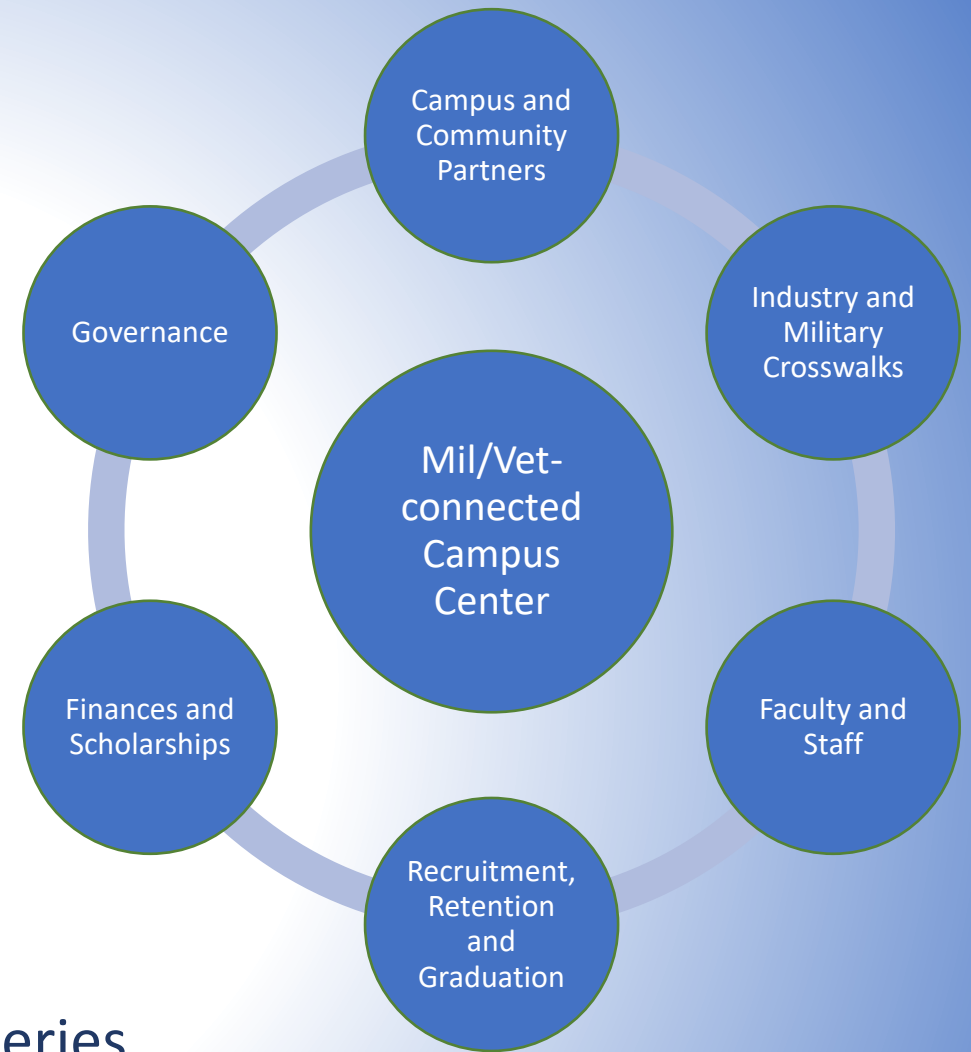 Campus and
Community
Partners
Industry and
Military
Crosswalks
Governance
Mil/Vet-
connected
Campus
Center
Finances and
Scholarships
Faculty and
Staff
Recruitment,
Retention
and
Graduation